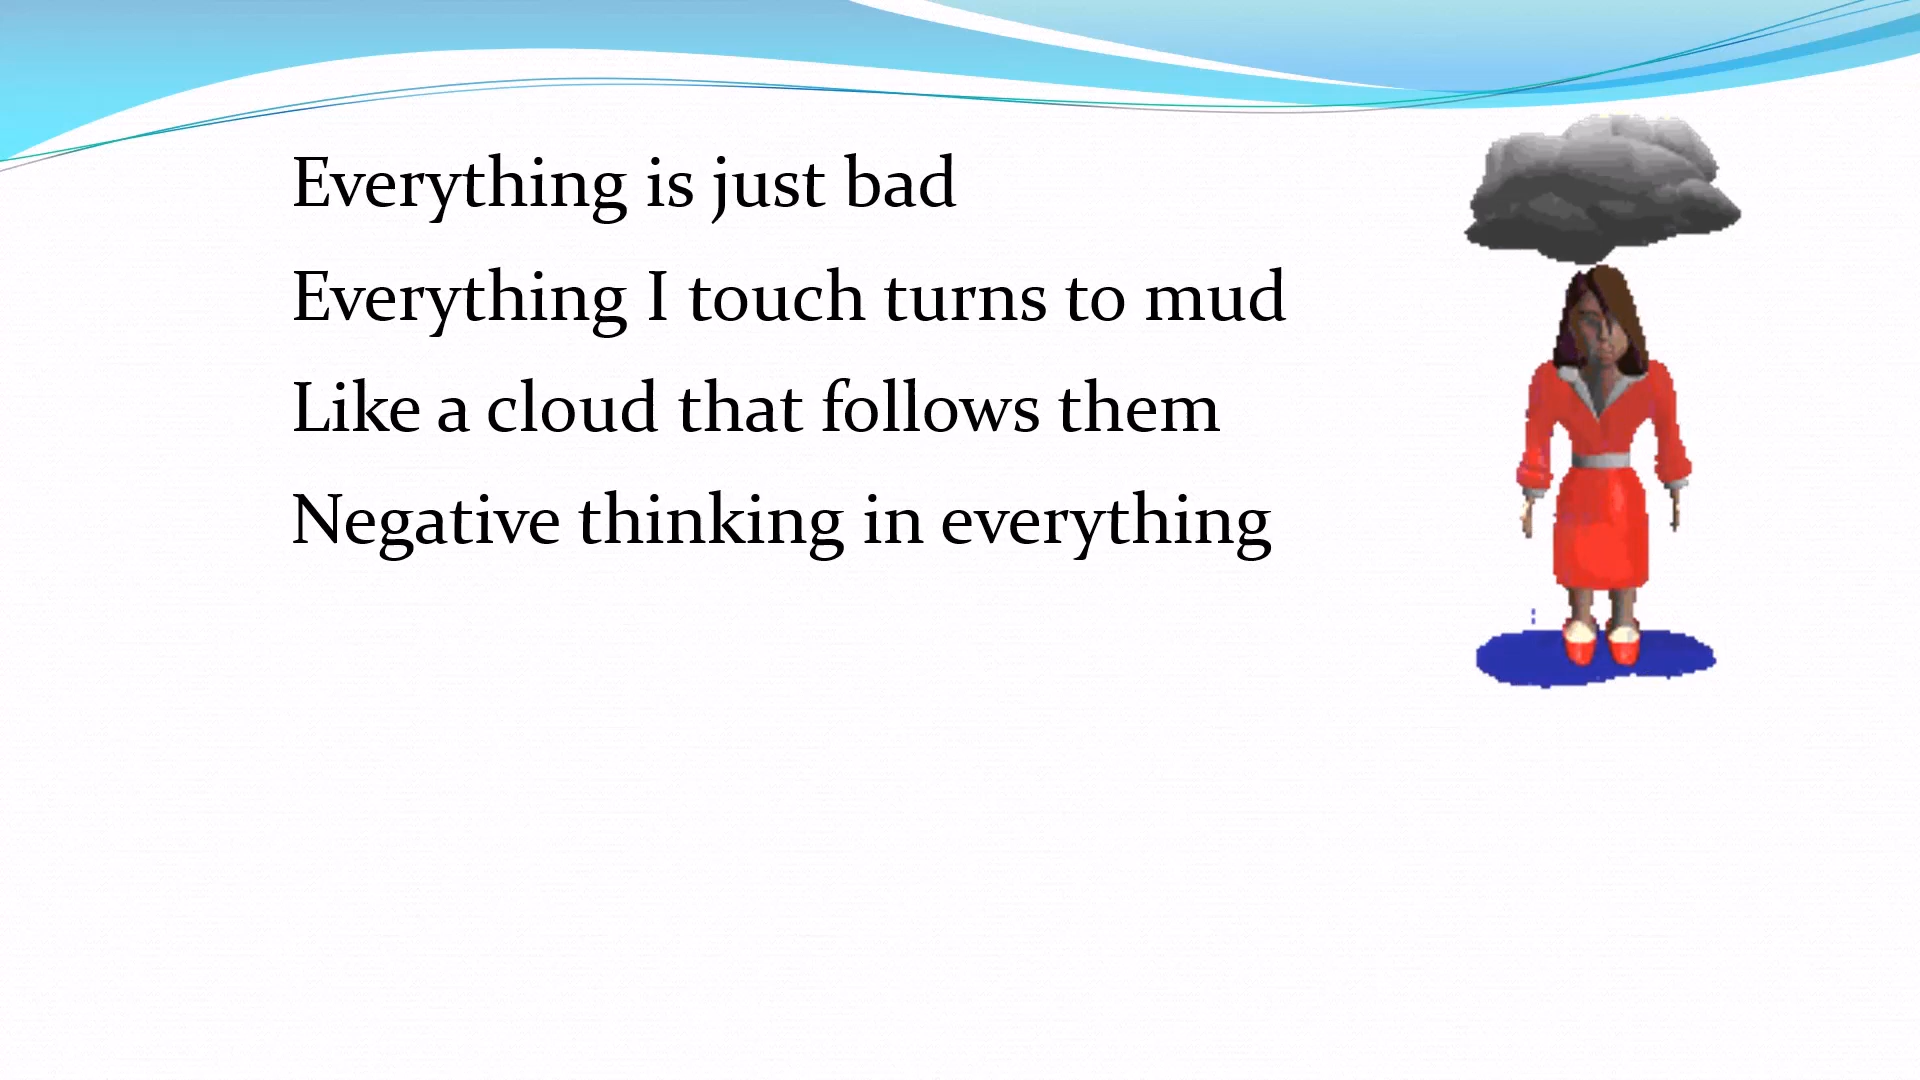 Everything is just bad
Everything I touch turns to mud
Like a cloud that follows them
Negative thinking in everything